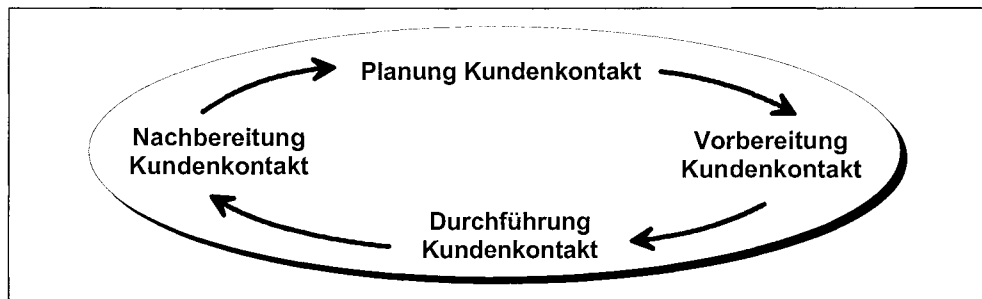 Planung Kundenkontakt
Vorbereitung
Kundenkontakt
Durchführung
Kundenkontakt
Nachbereitung
Kundenkontakt